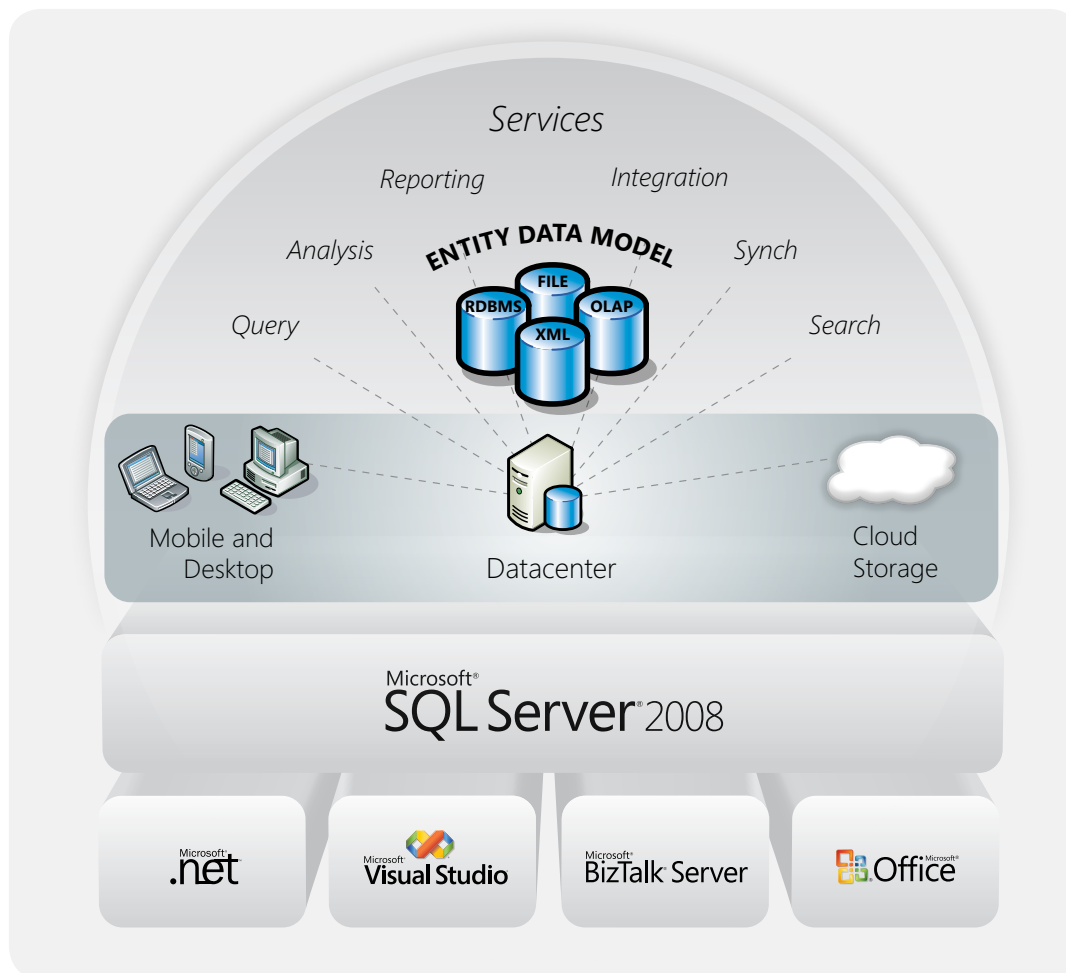 Services
Reporting
Integration
Analysis
ENTITY DATA MODEL
Synch
Query
FILE
RDBMS
OLAP
XML
Search
Mobile and
Desktop
Datacenter
Cloud
Storage
Microsoft®
SQL Server® 2008
Microsoft®
.net™
Microsoft®
Visual Studio®
Microsoft®
BizTalk® Server
Microsoft®
Office